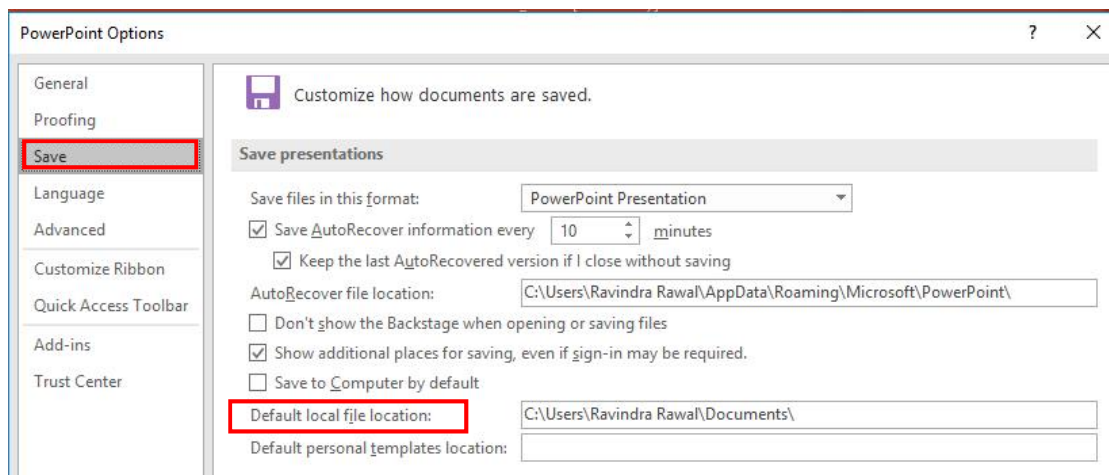 PowerPoint Options ?
General
Proofing
Save
Language
Advanced
Customize Ribbon
Quick Access Toolbar
Add-ins
Trust Center
Customize how documents are saved.
Save presentations
Save files in this format: PowerPoint Presentation
Save AutoRecover information every 10 minutes
Keep the last AutoRecovered version if I close without saving
AutoRecover file location: C:\Users\Ravindra Rawal\AppData\Roaming\Microsoft\PowerPoint\
Don't show the Backstage when opening or saving files
Show additional places for saving, even if sign-in may be required.
Save to Computer by default
Default local file location: C:\Users\Ravindra Rawal\Documents\
Default personal templates location: